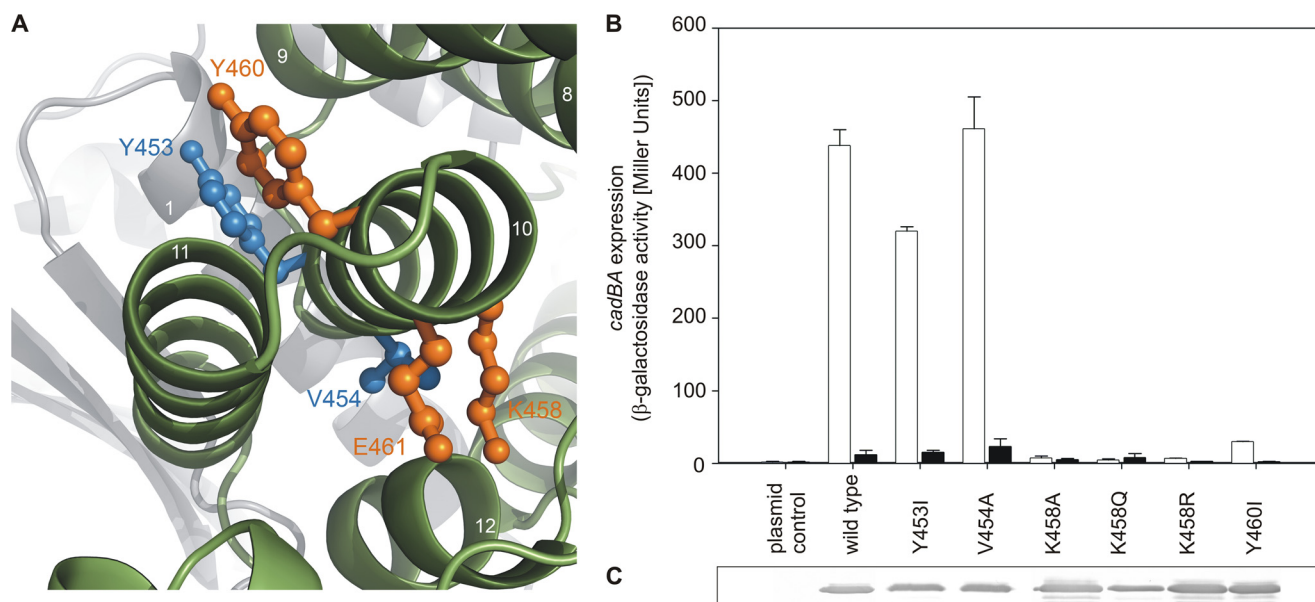 A
9
8
Y460
Y453
1
10
11
V454
K458
E461
12
B
cadBA expression
(β-galactosidase activity [Miller Units])
600
500
400
300
200
100
0
plasmid
control
wild type
Y453I
V454A
K458A
K458Q
K458R
Y460I
C